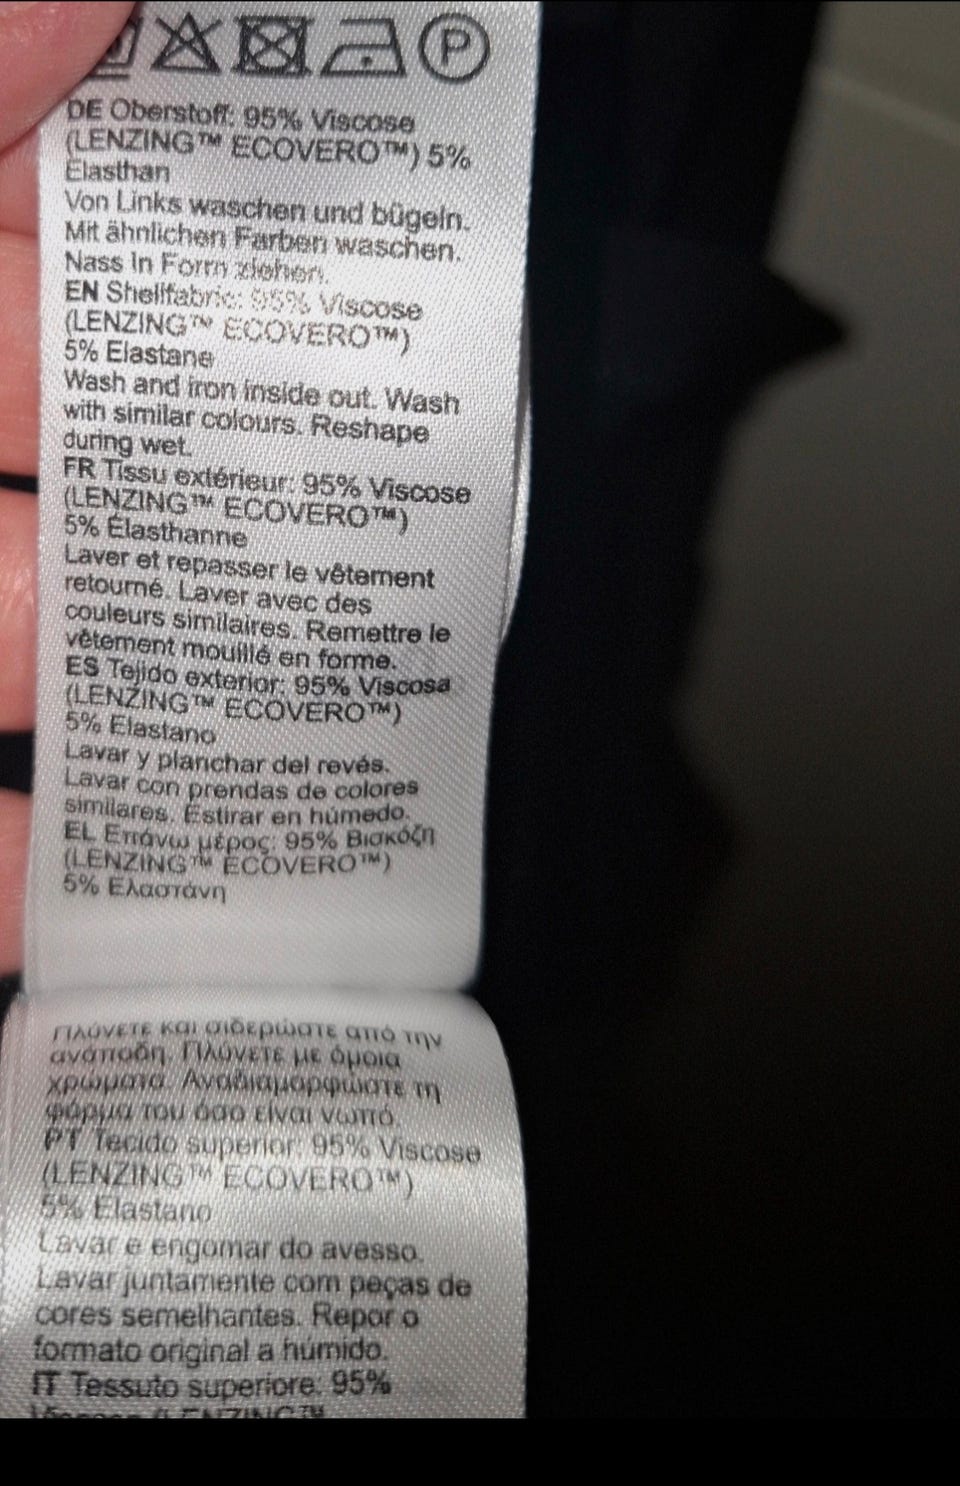 P
DE Oberstoff: 95% Viscose
(LENZING™ ECOVERO™) 5%
Elasthan
Von Links waschen und bügeln.
Mit ähnlichen Farben waschen.
Nass In Form ziehen.
EN Shellfabric: 95% Viscose
(LENZING™ ECOVERO™)
5% Elastane
Wash and iron inside out. Wash
with similar colours. Reshape
during wet.
FR Tissu extérieur: 95% Viscose
(LENZING™ ECOVERO™)
5% Élasthanne
Laver et repasser le vêtement
retourné. Laver avec des
couleurs similaires. Remettre le
vêtement mouillé en forme.
ES Tejido exterior: 95% Viscosa
(LENZING™ ECOVERO™)
5% Elastano
Lavar y planchar del revés.
Lavar con prendas de colores
similares. Estirar en húmedo.
EL Επάνω μέρος: 95% Βισκόζη
(LENZING™ ECOVERO™)
5% Ελαστάνη
Πλύνετε και σιδερώστε από την
ανάποδη. Πλύνετε με όμοια
χρώματα. Αναδιαμορφώστε τη
φόρμα του όσο είναι νωπό.
PT Tecido superior: 95% Viscose
(LENZING™ ECOVERO™)
5% Elastano
Lavar e engomar do avesso.
Lavar juntamente com peças de
cores semelhantes. Repor o
formato original a húmido.
IT Tessuto superiore: 95%
Viscose (LENZING™